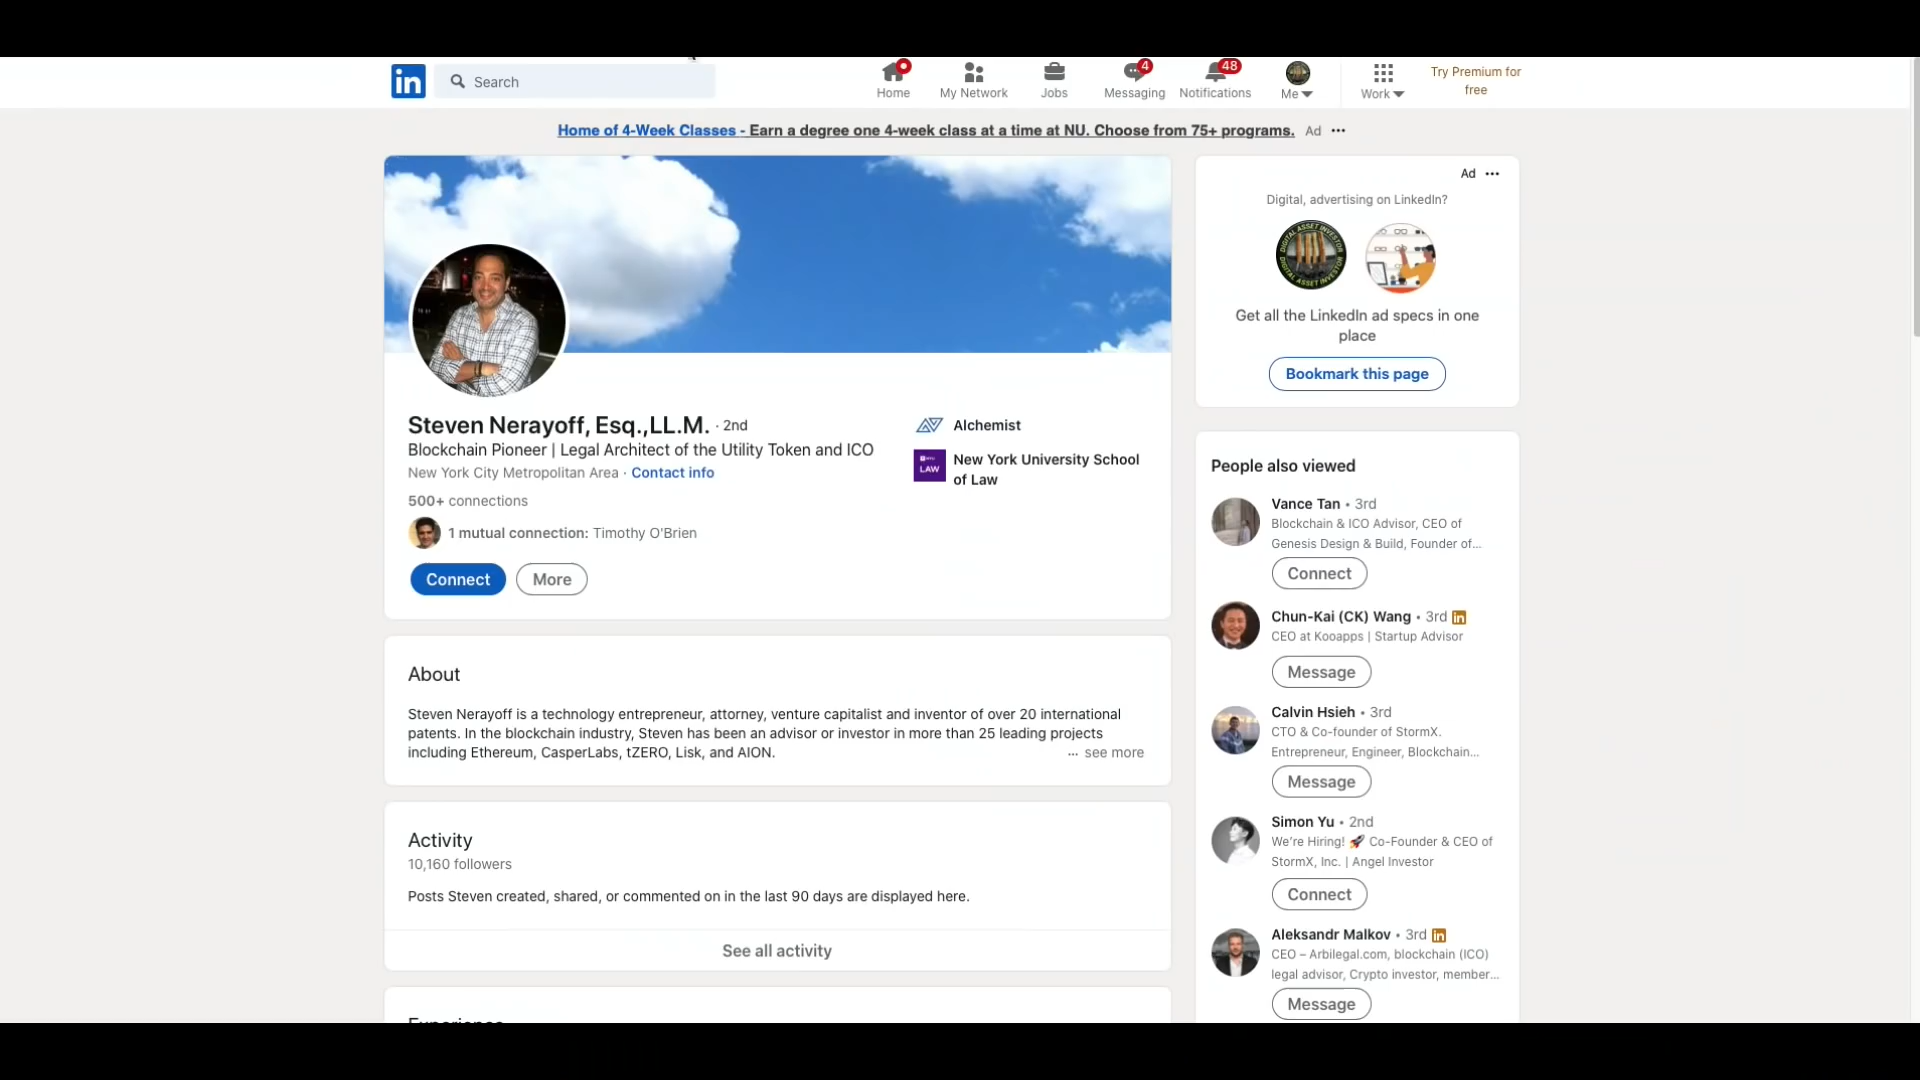 in
Search
Home
My Network
Jobs
4
Messaging
48
Notifications
Me
Work
Try Premium for
free
Home of 4-Week Classes - Earn a degree one 4-week class at a time at NU. Choose from 75+ programs. Ad
Steven Nerayoff, Esq.,LL.M. · 2nd
Blockchain Pioneer | Legal Architect of the Utility Token and ICO
New York City Metropolitan Area · Contact info
500+ connections
1 mutual connection: Timothy O'Brien
Connect
More
Alchemist
LAW
New York University School
of Law
About
Steven Nerayoff is a technology entrepreneur, attorney, venture capitalist and inventor of over 20 international
patents. In the blockchain industry, Steven has been an advisor or investor in more than 25 leading projects
including Ethereum, CasperLabs, tZERO, Lisk, and AION.
... see more
Activity
10,160 followers
Posts Steven created, shared, or commented on in the last 90 days are displayed here.
See all activity
Experience
Ad
Digital, advertising on LinkedIn?
DIGITAL ASSET INVESTOR
DIGITAL ASSET INVESTOR
Get all the LinkedIn ad specs in one
place
Bookmark this page
People also viewed
Vance Tan • 3rd
Blockchain & ICO Advisor, CEO of
Genesis Design & Build, Founder of...
Connect
Chun-Kai (CK) Wang • 3rd in
CEO at Kooapps | Startup Advisor
Message
Calvin Hsieh • 3rd
CTO & Co-founder of StormX.
Entrepreneur, Engineer, Blockchain...
Message
Simon Yu • 2nd
We're Hiring! 🚀 Co-Founder & CEO of
StormX, Inc. | Angel Investor
Connect
Aleksandr Malkov • 3rd in
CEO – Arbilegal.com, blockchain (ICO)
legal advisor, Crypto investor, member...
Message